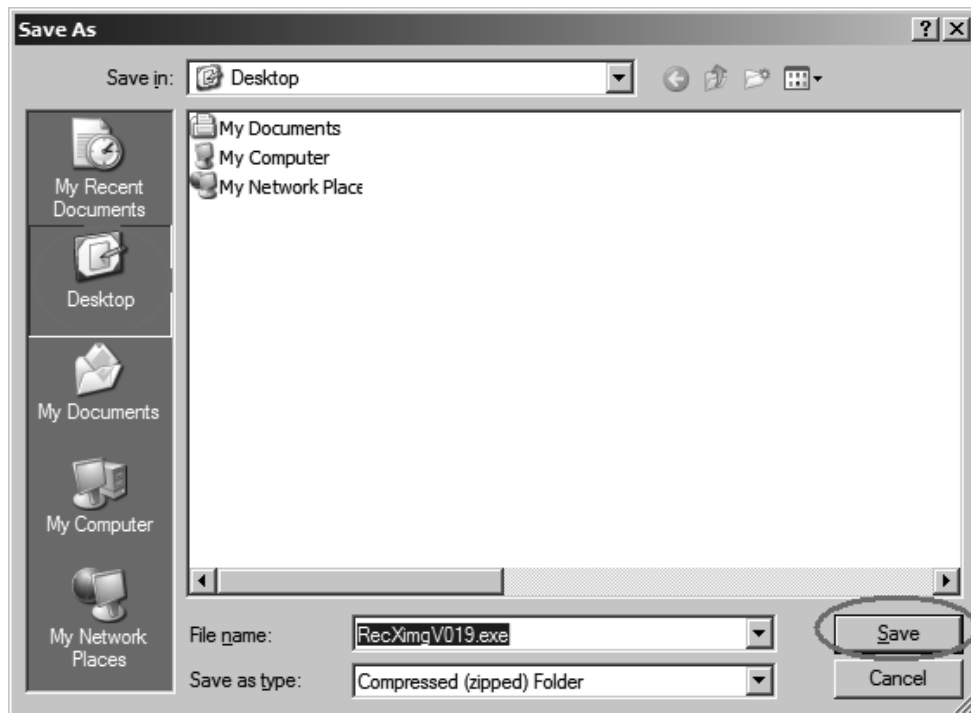 Save As
Save in:
Desktop
My Recent
Documents
Desktop
My Documents
My Computer
My Network
Places
My Documents
My Computer
My Network Place
File name:
RecXimgV019.exe
Save
Save as type:
Compressed (zipped) Folder
Cancel